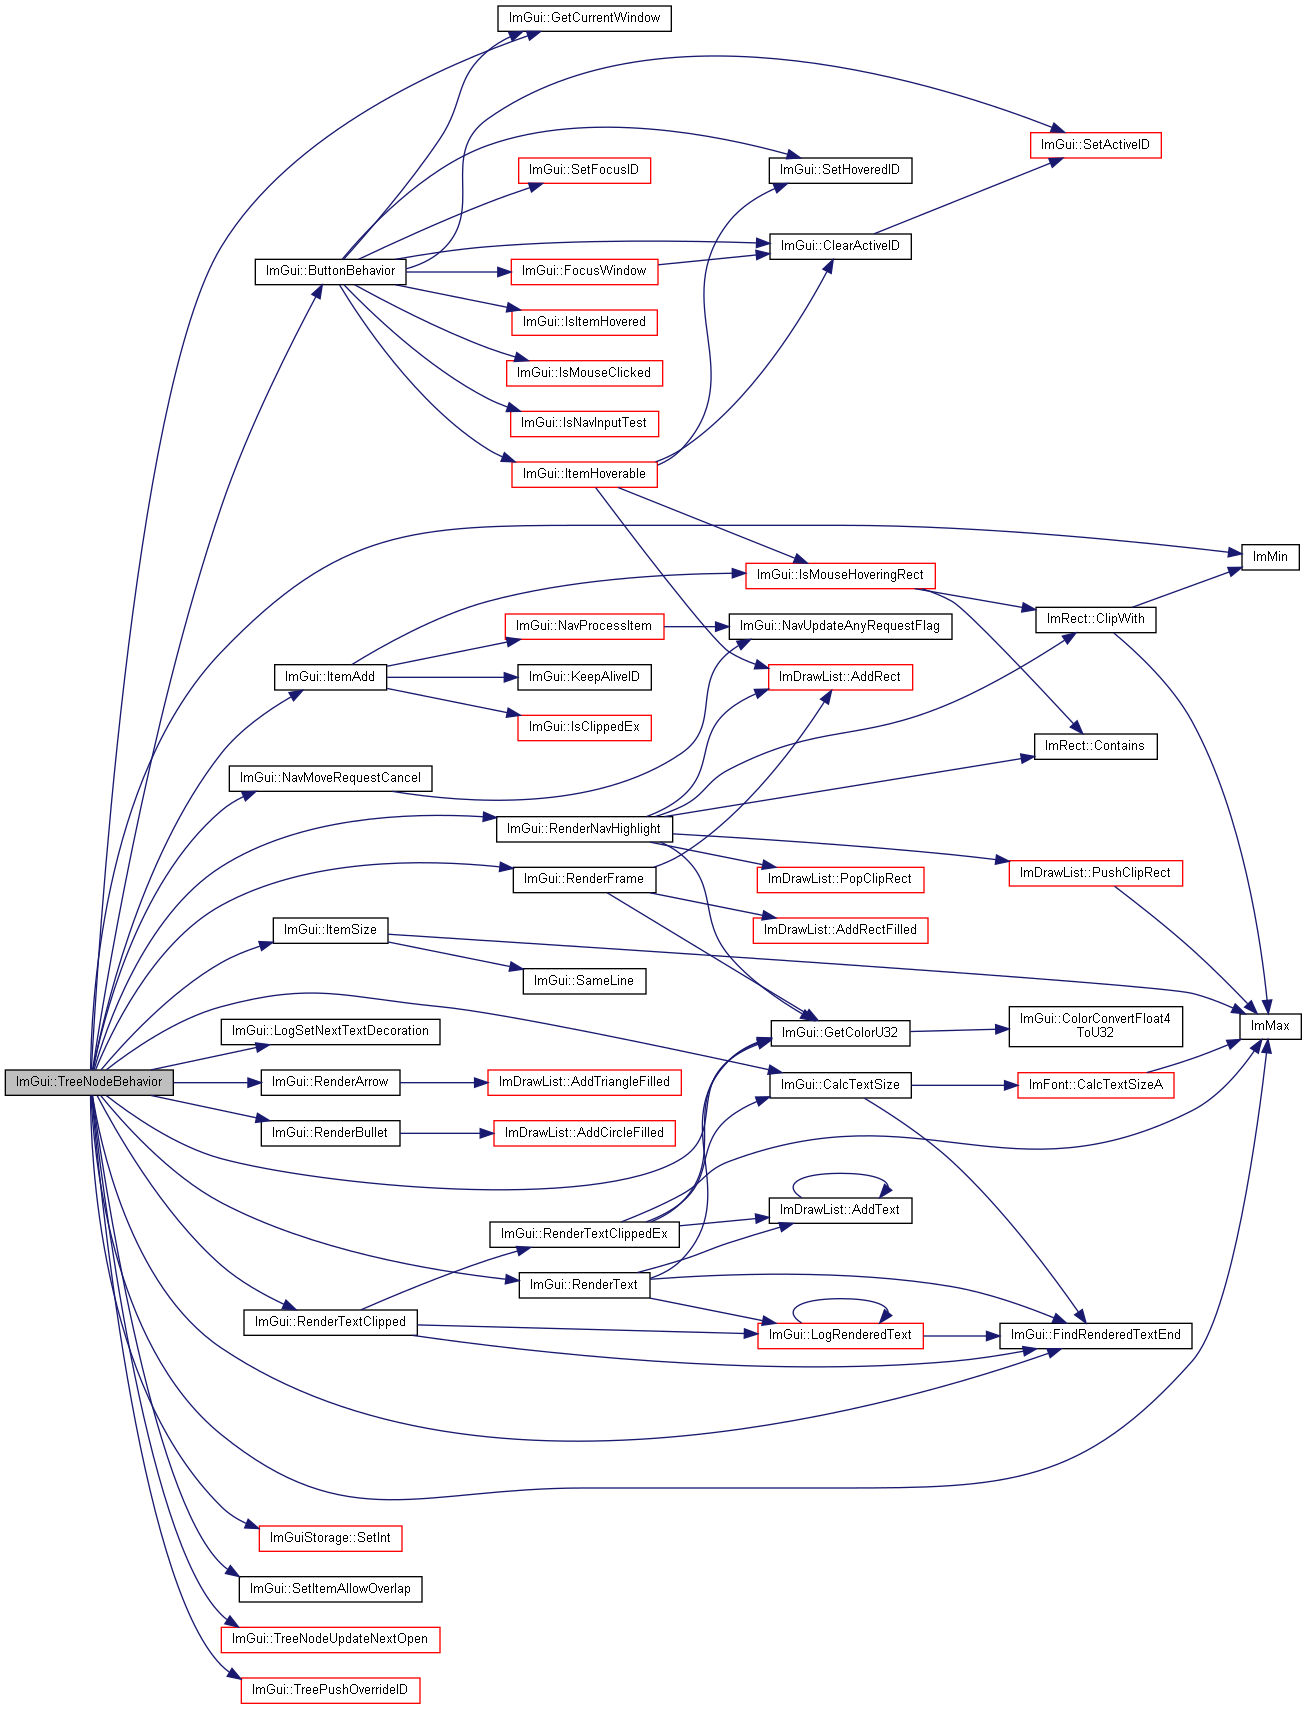 ImGui::GetCurrentWindow
ImGui::SetActiveID
ImGui::SetFocusID
ImGui::SetHoveredID
ImGui::ClearActiveID
ImGui::ButtonBehavior
ImGui::FocusWindow
ImGui::IsItemHovered
ImGui::IsMouseClicked
ImGui::IsNavInputTest
ImGui::ItemHoverable
ImMin
ImGui::IsMouseHoveringRect
ImRect::ClipWith
ImGui::NavProcessItem
ImGui::NavUpdateAnyRequestFlag
ImGui::ItemAdd
ImGui::KeepAliveID
ImDrawList::AddRect
ImGui::IsClippedEx
ImRect::Contains
ImGui::NavMoveRequestCancel
ImGui::RenderNavHighlight
ImDrawList::PushClipRect
ImGui::RenderFrame
ImDrawList::PopClipRect
ImGui::ItemSize
ImDrawList::AddRectFilled
ImGui::SameLine
ImGui::LogSetNextTextDecoration
ImGui::GetColorU32
ImGui::ColorConvertFloat4
ToU32
ImMax
ImGui::TreeNodeBehavior
ImGui::RenderArrow
ImDrawList::AddTriangleFilled
ImGui::CalcTextSize
ImFont::CalcTextSizeA
ImGui::RenderBullet
ImDrawList::AddCircleFilled
ImDrawList::AddText
ImGui::RenderTextClippedEx
ImGui::RenderText
ImGui::RenderTextClipped
ImGui::LogRenderedText
ImGui::FindRenderedTextEnd
ImGuiStorage::SetInt
ImGui::SetItemAllowOverlap
ImGui::TreeNodeUpdateNextOpen
ImGui::TreePushOverrideID